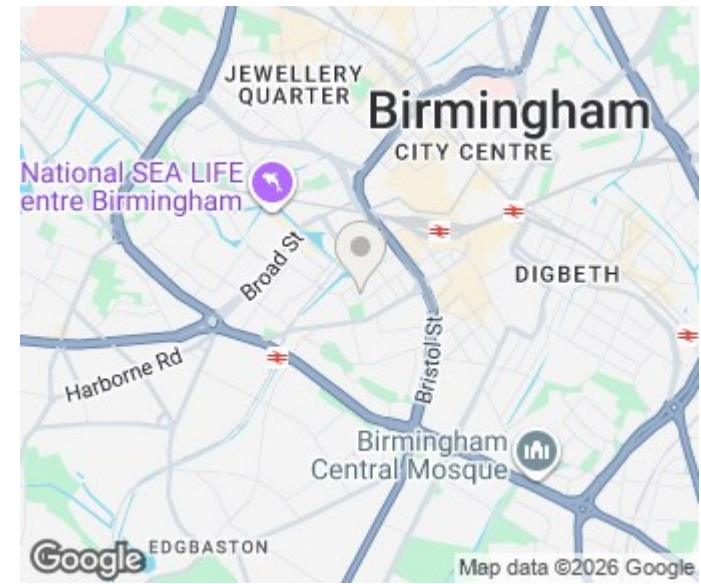 JEWELLERY
QUARTER
Birmingham
CITY CENTRE
National SEA LIFE
entre Birmingham
Broad St
DIGBETH
Harborne Rd
Bristol St
Birmingham
Central Mosque
EDGBASTON
Google
Map data ©2026 Google